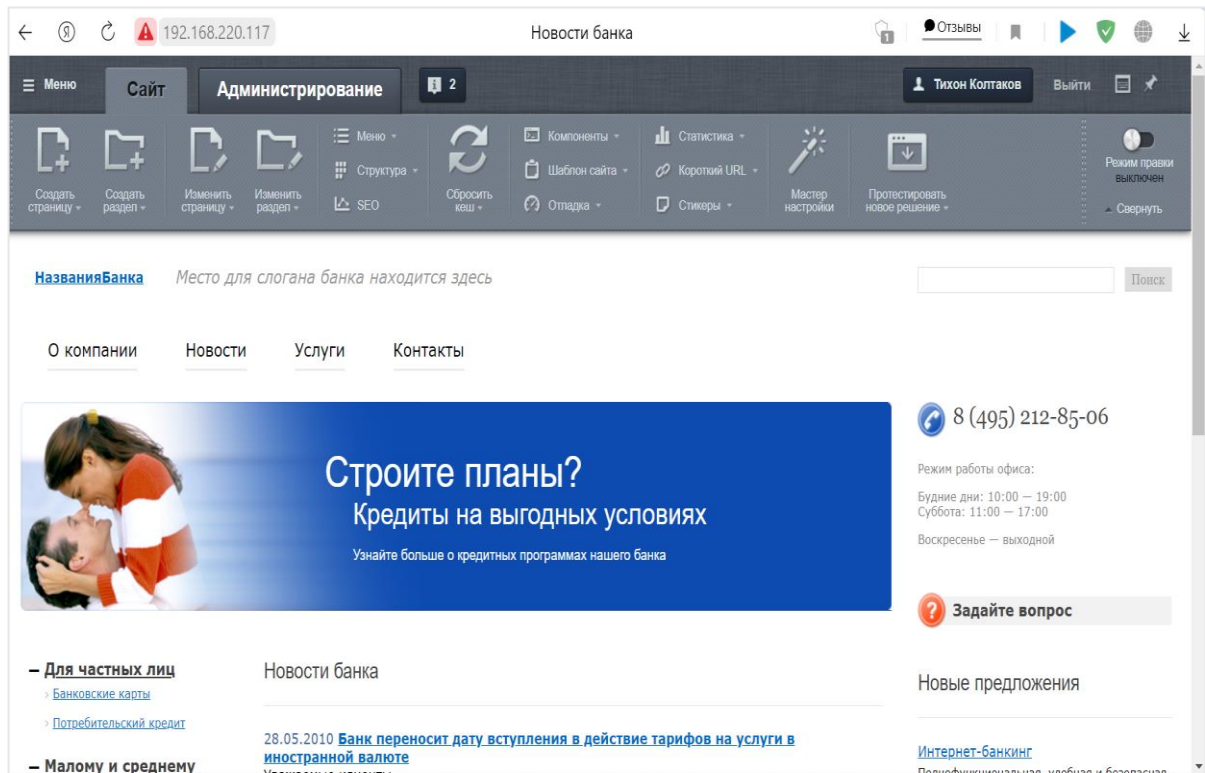 192.168.220.117 Новости банка 1 Отзывы
Меню Сайт Администрирование 2 Тихон Колтаков Выйти
Создать страницу
Создать раздел
Изменить страницу
Изменить раздел
Меню
Структура
SEO
Сбросить кеш
Компоненты
Шаблон сайта
Отладка
Статистика
Короткий URL
Стикеры
Мастер настройки
Протестировать новое решение
Режим правки
выключен
Свернуть
НазванияБанка Место для слогана банка находится здесь Поиск
О компании Новости Услуги Контакты
Строите планы?
Кредиты на выгодных условиях
Узнайте больше о кредитных программах нашего банка
8 (495) 212-85-06
Режим работы офиса:
Будние дни: 10:00 — 19:00
Суббота: 11:00 — 17:00
Воскресенье — выходной
Задайте вопрос
Для частных лиц
Банковские карты
Потребительский кредит
Малому и среднему
Новости банка
28.05.2010 Банк переносит дату вступления в действие тарифов на услуги в
иностранной валюте
Новые предложения
Интернет-банкинг